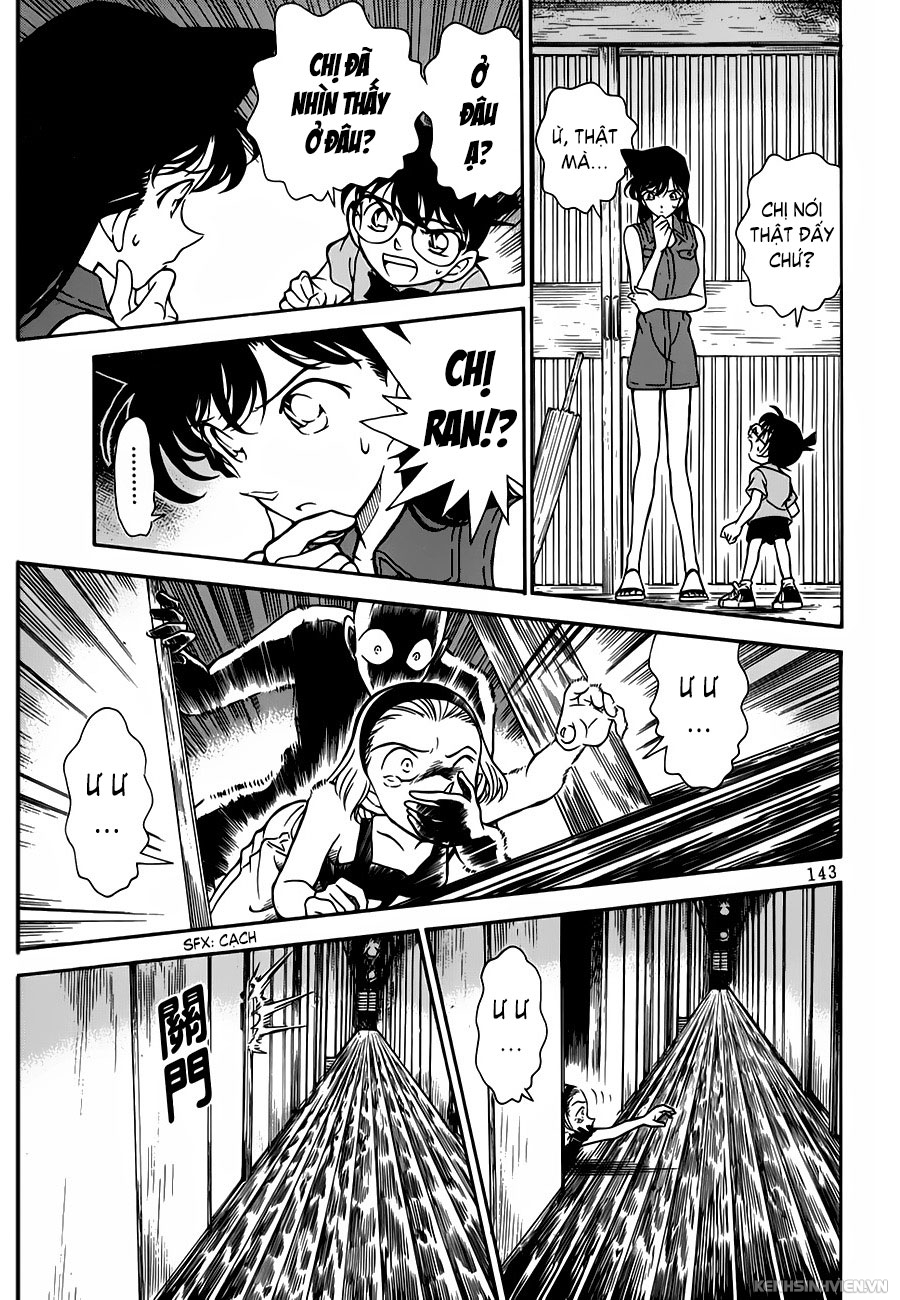 CHỊ NÓI
THẬT ĐẤY
CHỨ?
Ừ, THẬT
MÀ...
Ở
ĐÂU
Ạ?
CHỊ ĐÃ
NHÌN THẤY
Ở ĐÂU?
CHỊ
RAN!?
.........
Ư Ư
...
Ư Ư
...
143
Ư Ư
...
SFX: CẠCH
關
門
KENHSINHVIEN.VN